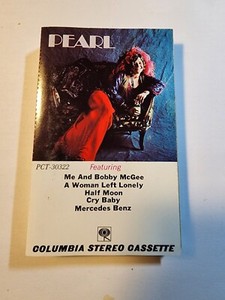 PEARL
PCT-30322 Featuring
Me And Bobby McGee
A Woman Left Lonely
Half Moon
Cry Baby
Mercedes Benz
COLUMBIA STEREO CASSETTE